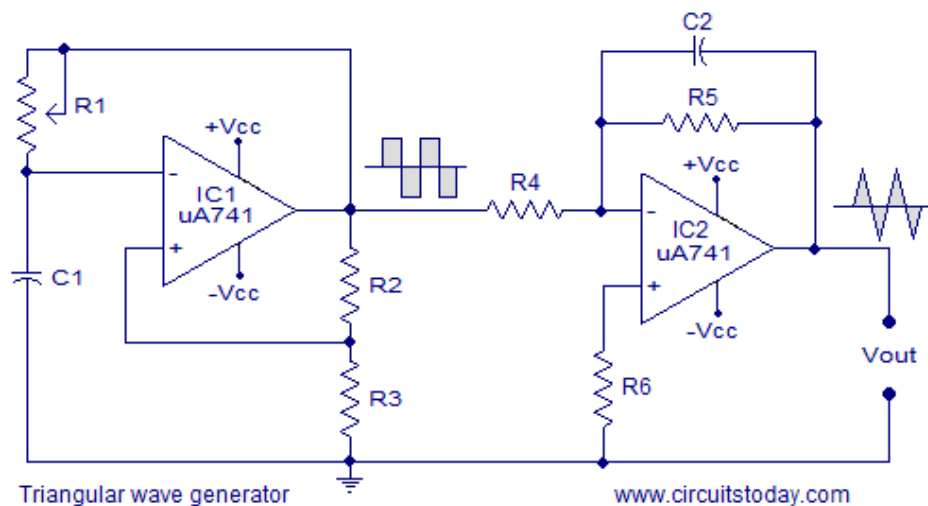 C2
R1
R5
+Vcc
-
IC1
uA741
+
-Vcc
C1
R2
R3
R4
+Vcc
-
IC2
uA741
+
-Vcc
R6
Vout
Triangular wave generator
www.circuitstoday.com